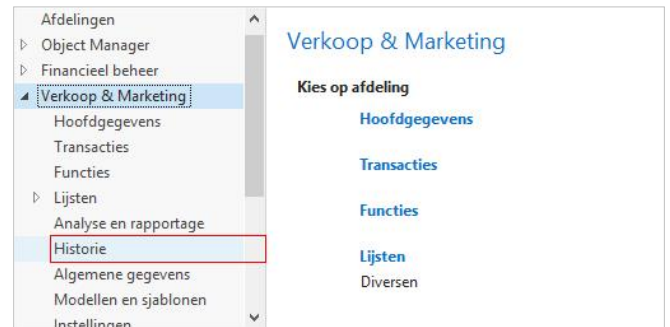 Afdelingen
Object Manager
Financieel beheer
Verkoop & Marketing
Hoofdgegevens
Transacties
Functies
Lijsten
Analyse en rapportage
Historie
Algemene gegevens
Modellen en sjablonen
Instellingen
Verkoop & Marketing
Kies op afdeling
Hoofdgegevens
Transacties
Functies
Lijsten
Diversen